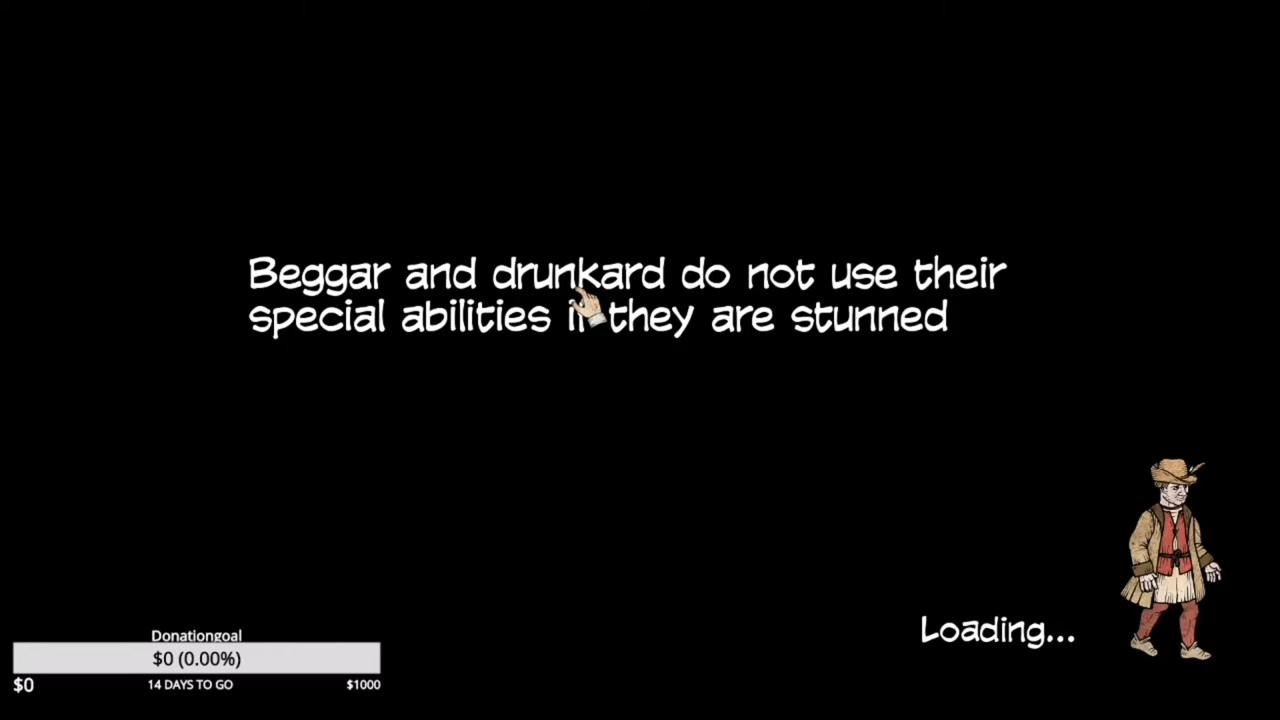 Beggar and drunkard do not use their
special abilities if they are stunned
Loading...
Donationgoal
$0 (0.00%)
$0 14 DAYS TO GO $1000